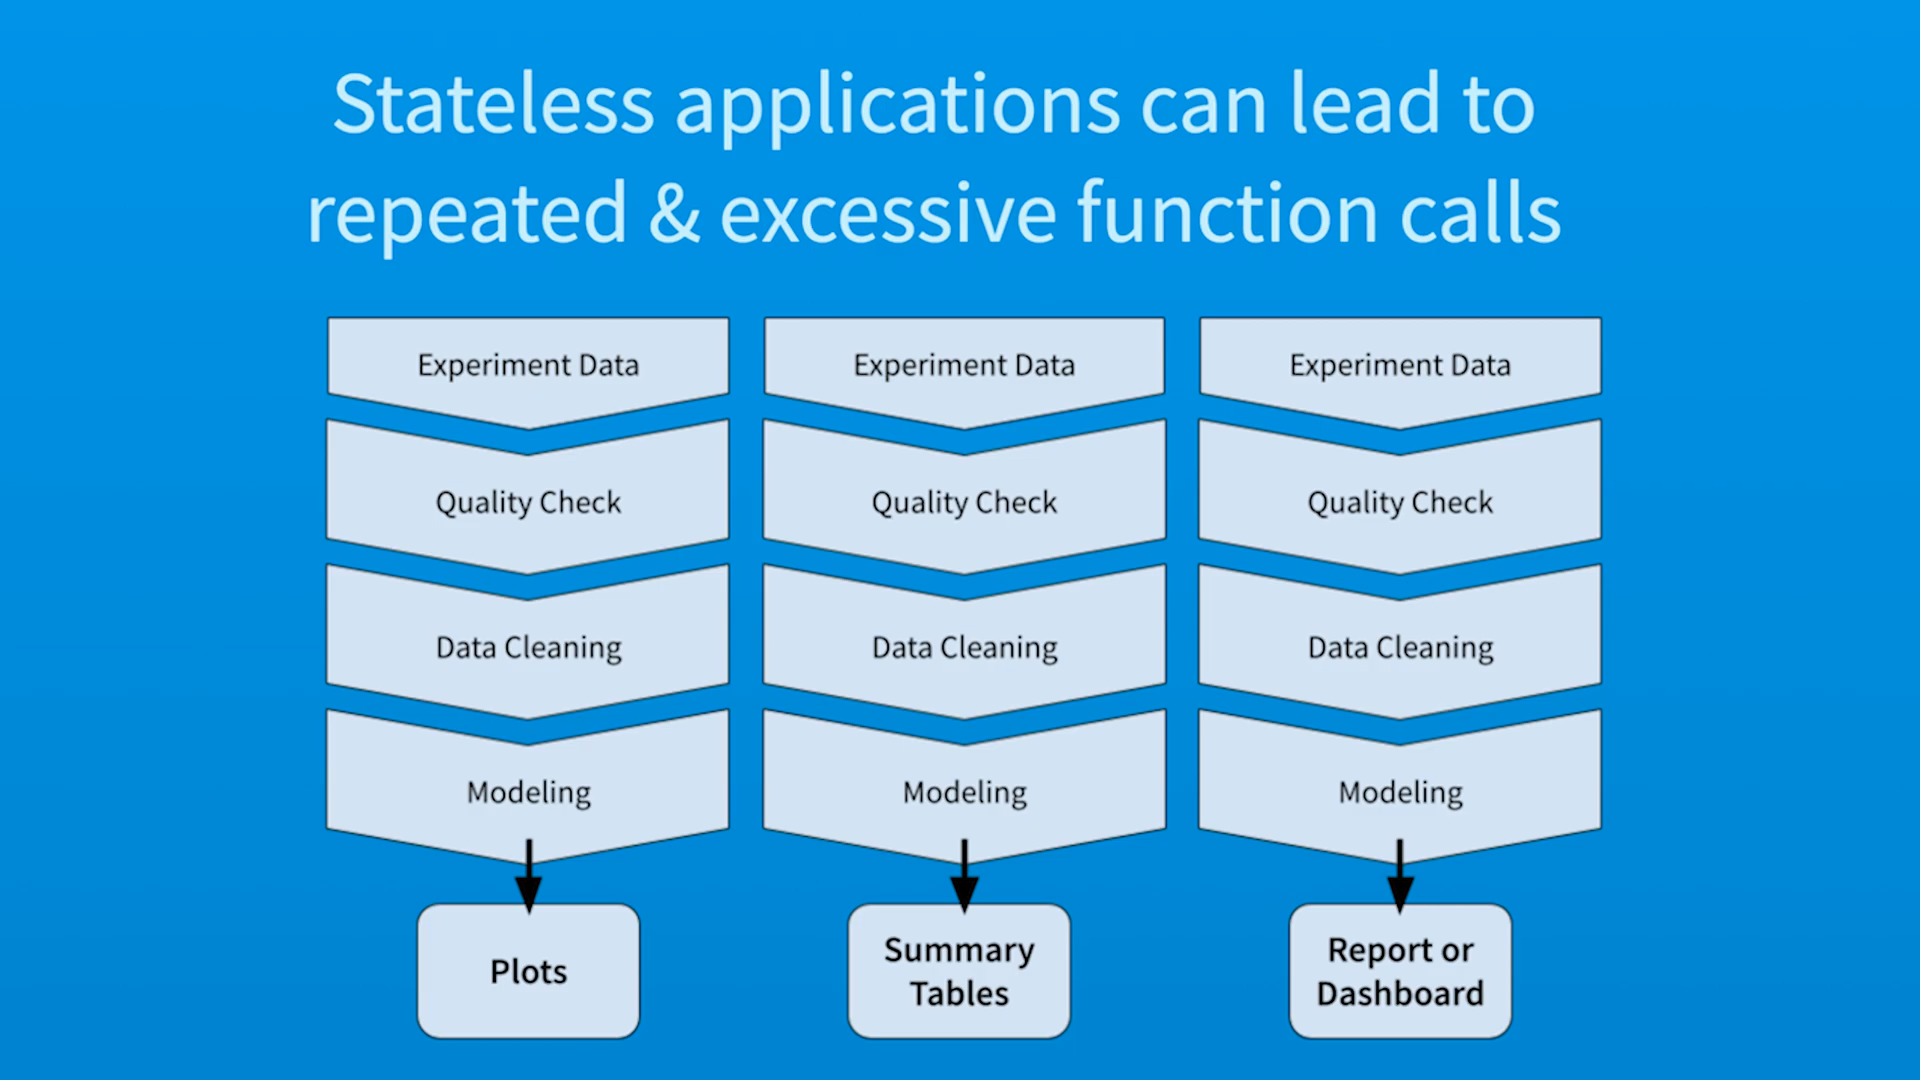 Stateless applications can lead to
repeated & excessive function calls
Experiment Data
Experiment Data
Experiment Data
Quality Check
Quality Check
Quality Check
Data Cleaning
Data Cleaning
Data Cleaning
Modeling
Modeling
Modeling
Plots
Summary
Tables
Report or
Dashboard